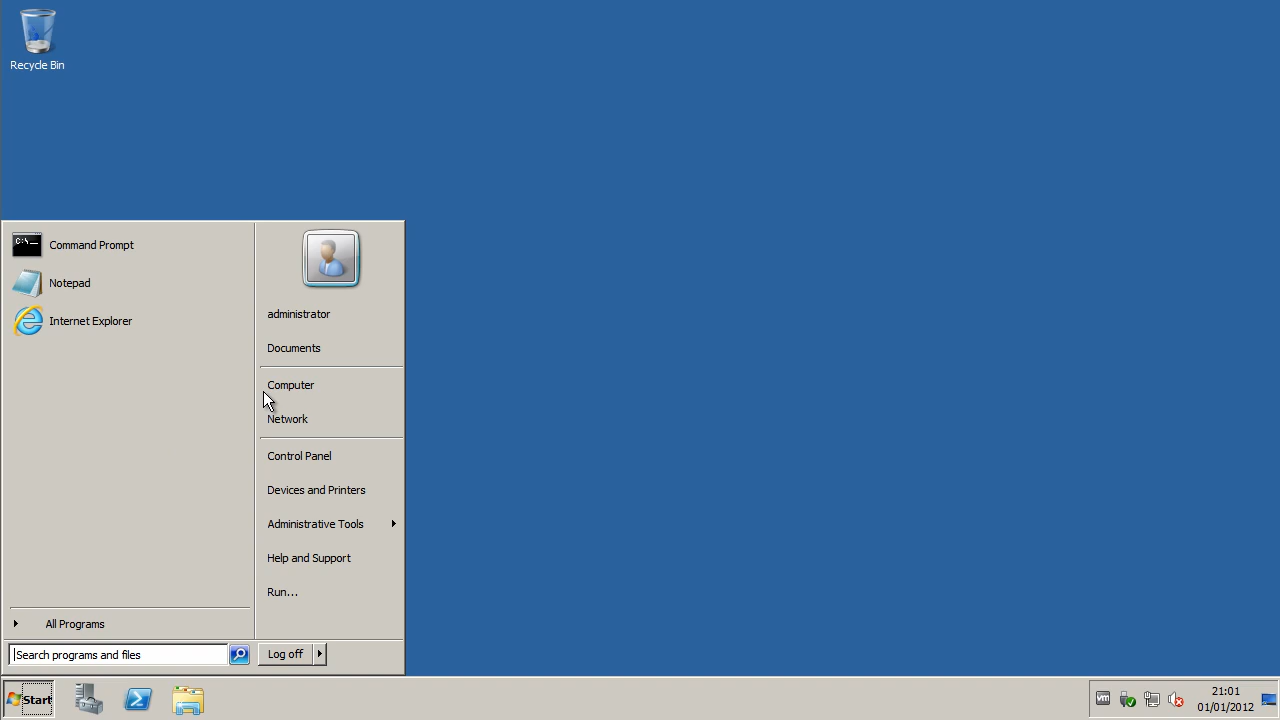 Recycle Bin
Command Prompt
Notepad
Internet Explorer
administrator
Documents
Computer
Network
Control Panel
Devices and Printers
Administrative Tools
Help and Support
Run...
All Programs
Search programs and files
Log off
Start
21:01
01/01/2012